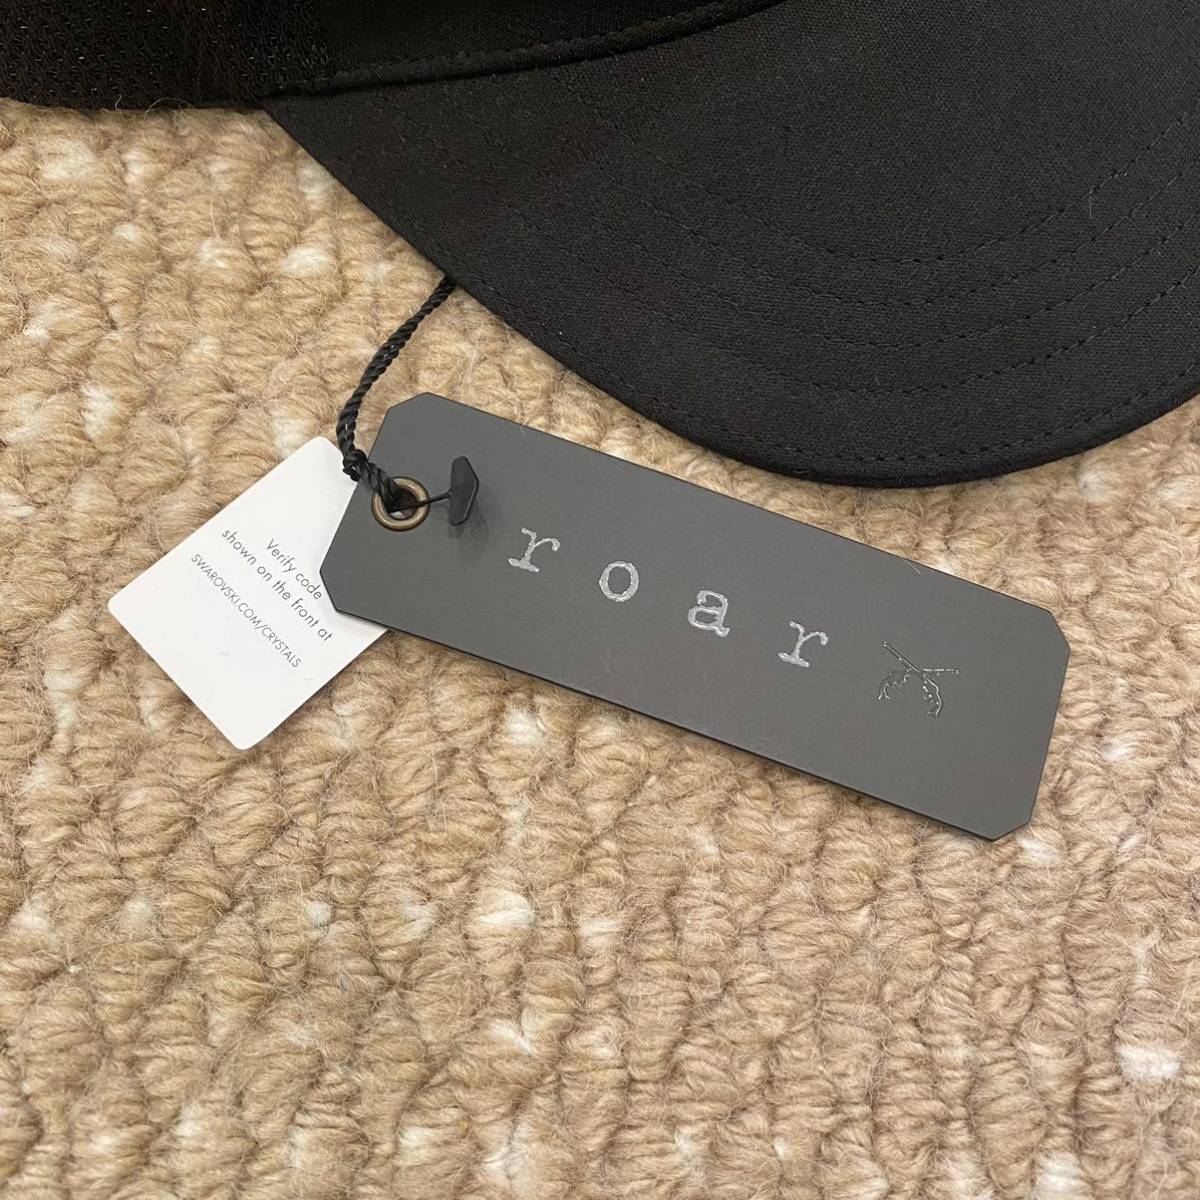 Verify code
shown on the front at
SWAROVSKI.COM/CRYSTALS
roar